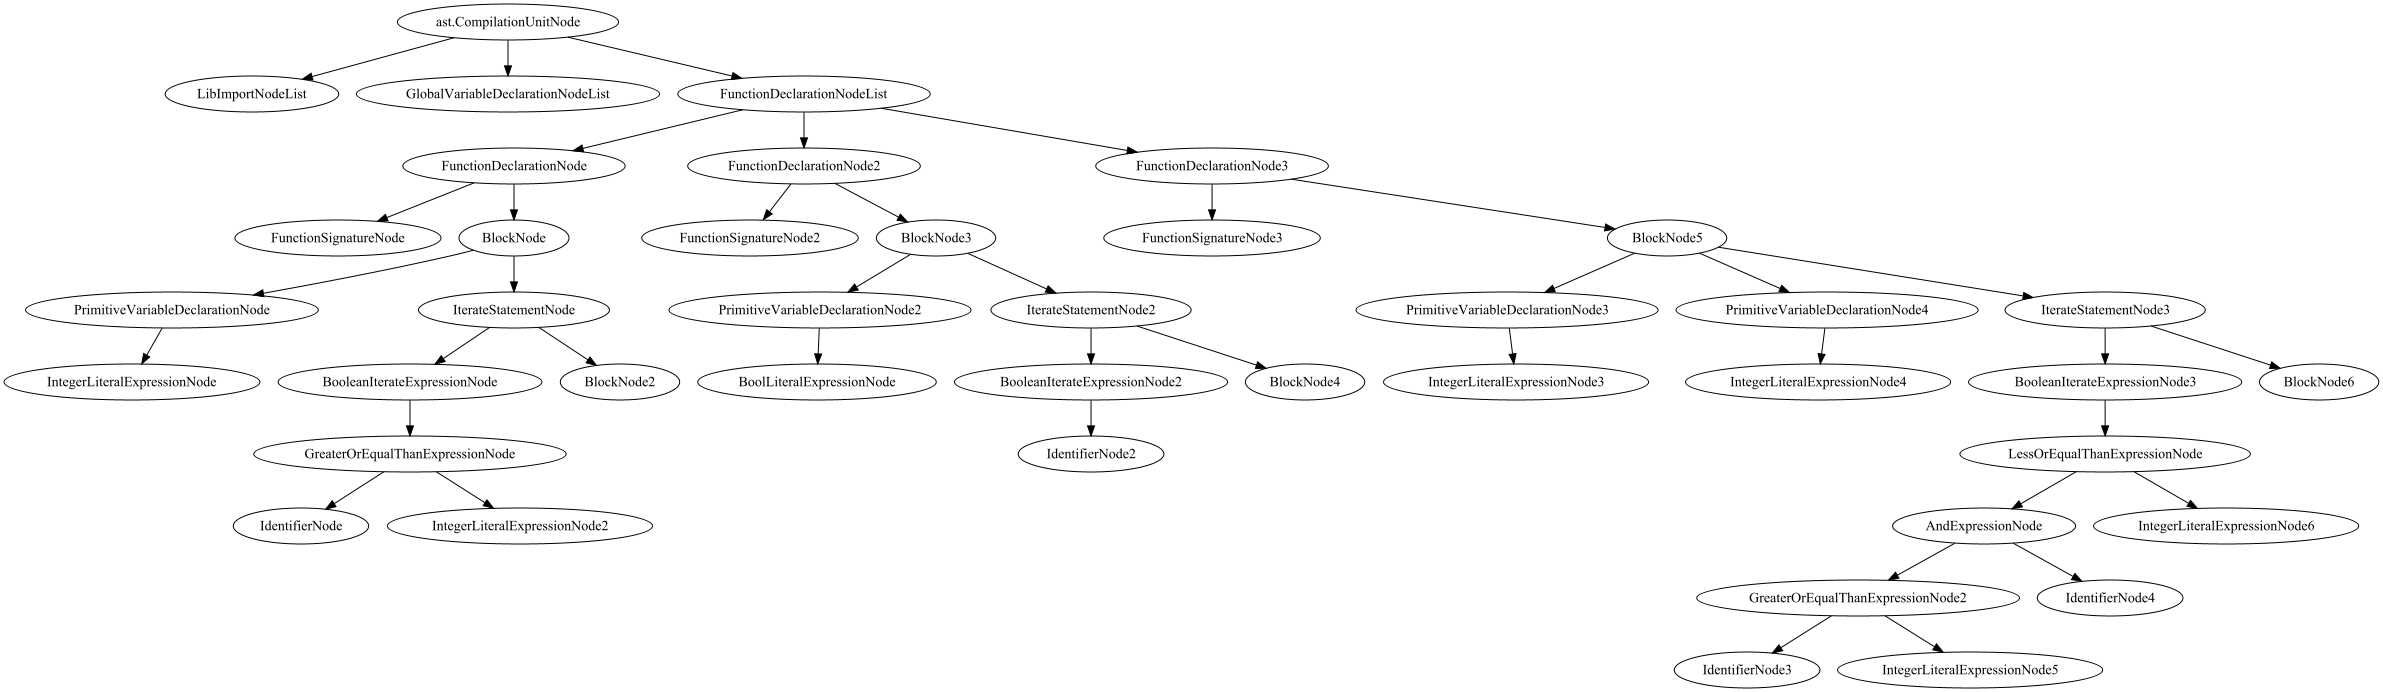 ast.CompilationUnitNode
LibImportNodeList
GlobalVariableDeclarationNodeList
FunctionDeclarationNodeList
FunctionDeclarationNode
FunctionDeclarationNode2
FunctionDeclarationNode3
FunctionSignatureNode
BlockNode
FunctionSignatureNode2
BlockNode3
FunctionSignatureNode3
BlockNode5
PrimitiveVariableDeclarationNode
IterateStatementNode
PrimitiveVariableDeclarationNode2
IterateStatementNode2
PrimitiveVariableDeclarationNode3
PrimitiveVariableDeclarationNode4
IterateStatementNode3
IntegerLiteralExpressionNode
BooleanIterateExpressionNode
BlockNode2
BoolLiteralExpressionNode
BooleanIterateExpressionNode2
BlockNode4
IntegerLiteralExpressionNode3
IntegerLiteralExpressionNode4
BooleanIterateExpressionNode3
BlockNode6
GreaterOrEqualThanExpressionNode
IdentifierNode2
LessOrEqualThanExpressionNode
IdentifierNode
IntegerLiteralExpressionNode2
AndExpressionNode
IntegerLiteralExpressionNode6
GreaterOrEqualThanExpressionNode2
IdentifierNode4
IdentifierNode3
IntegerLiteralExpressionNode5